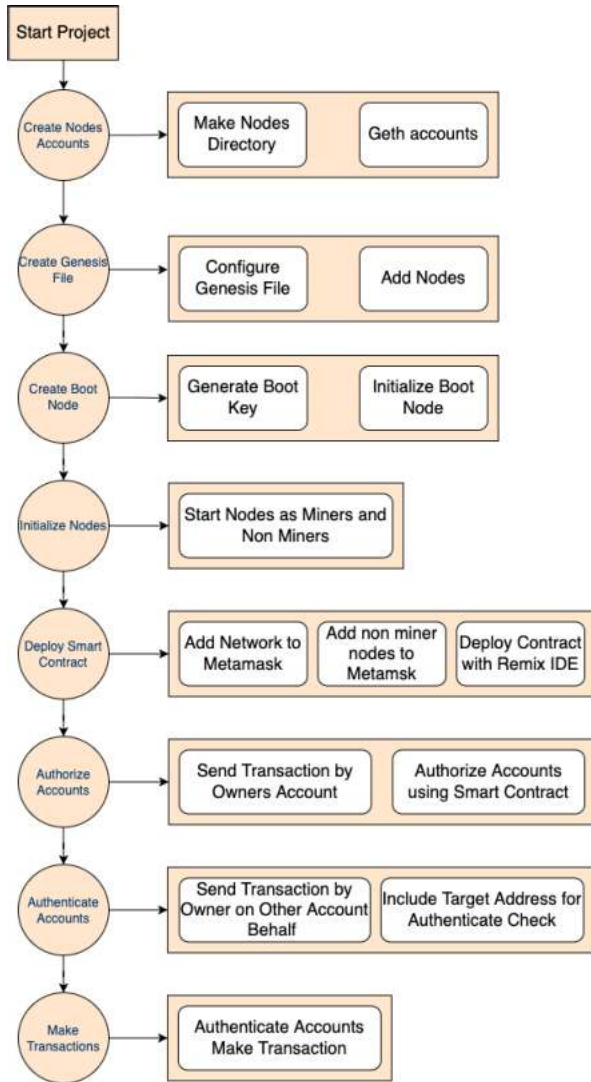 Start Project
Create Nodes
Accounts
Make Nodes
Directory
Geth accounts
Create Genesis
File
Configure
Genesis File
Add Nodes
Create Boot
Node
Generate Boot
Key
Initialize Boot
Node
Initialize Nodes
Start Nodes as Miners and
Non Miners
Deploy Smart
Contract
Add Network to
Metamask
Add non miner
nodes to
Metamsk
Deploy Contract
with Remix IDE
Authorize
Accounts
Send Transaction by
Owners Account
Authorize Accounts
using Smart Contract
Authenticate
Accounts
Send Transaction by
Owner on Other Account
Behalf
Include Target Address for
Authenticate Check
Make
Transactions
Authenticate Accounts
Make Transaction